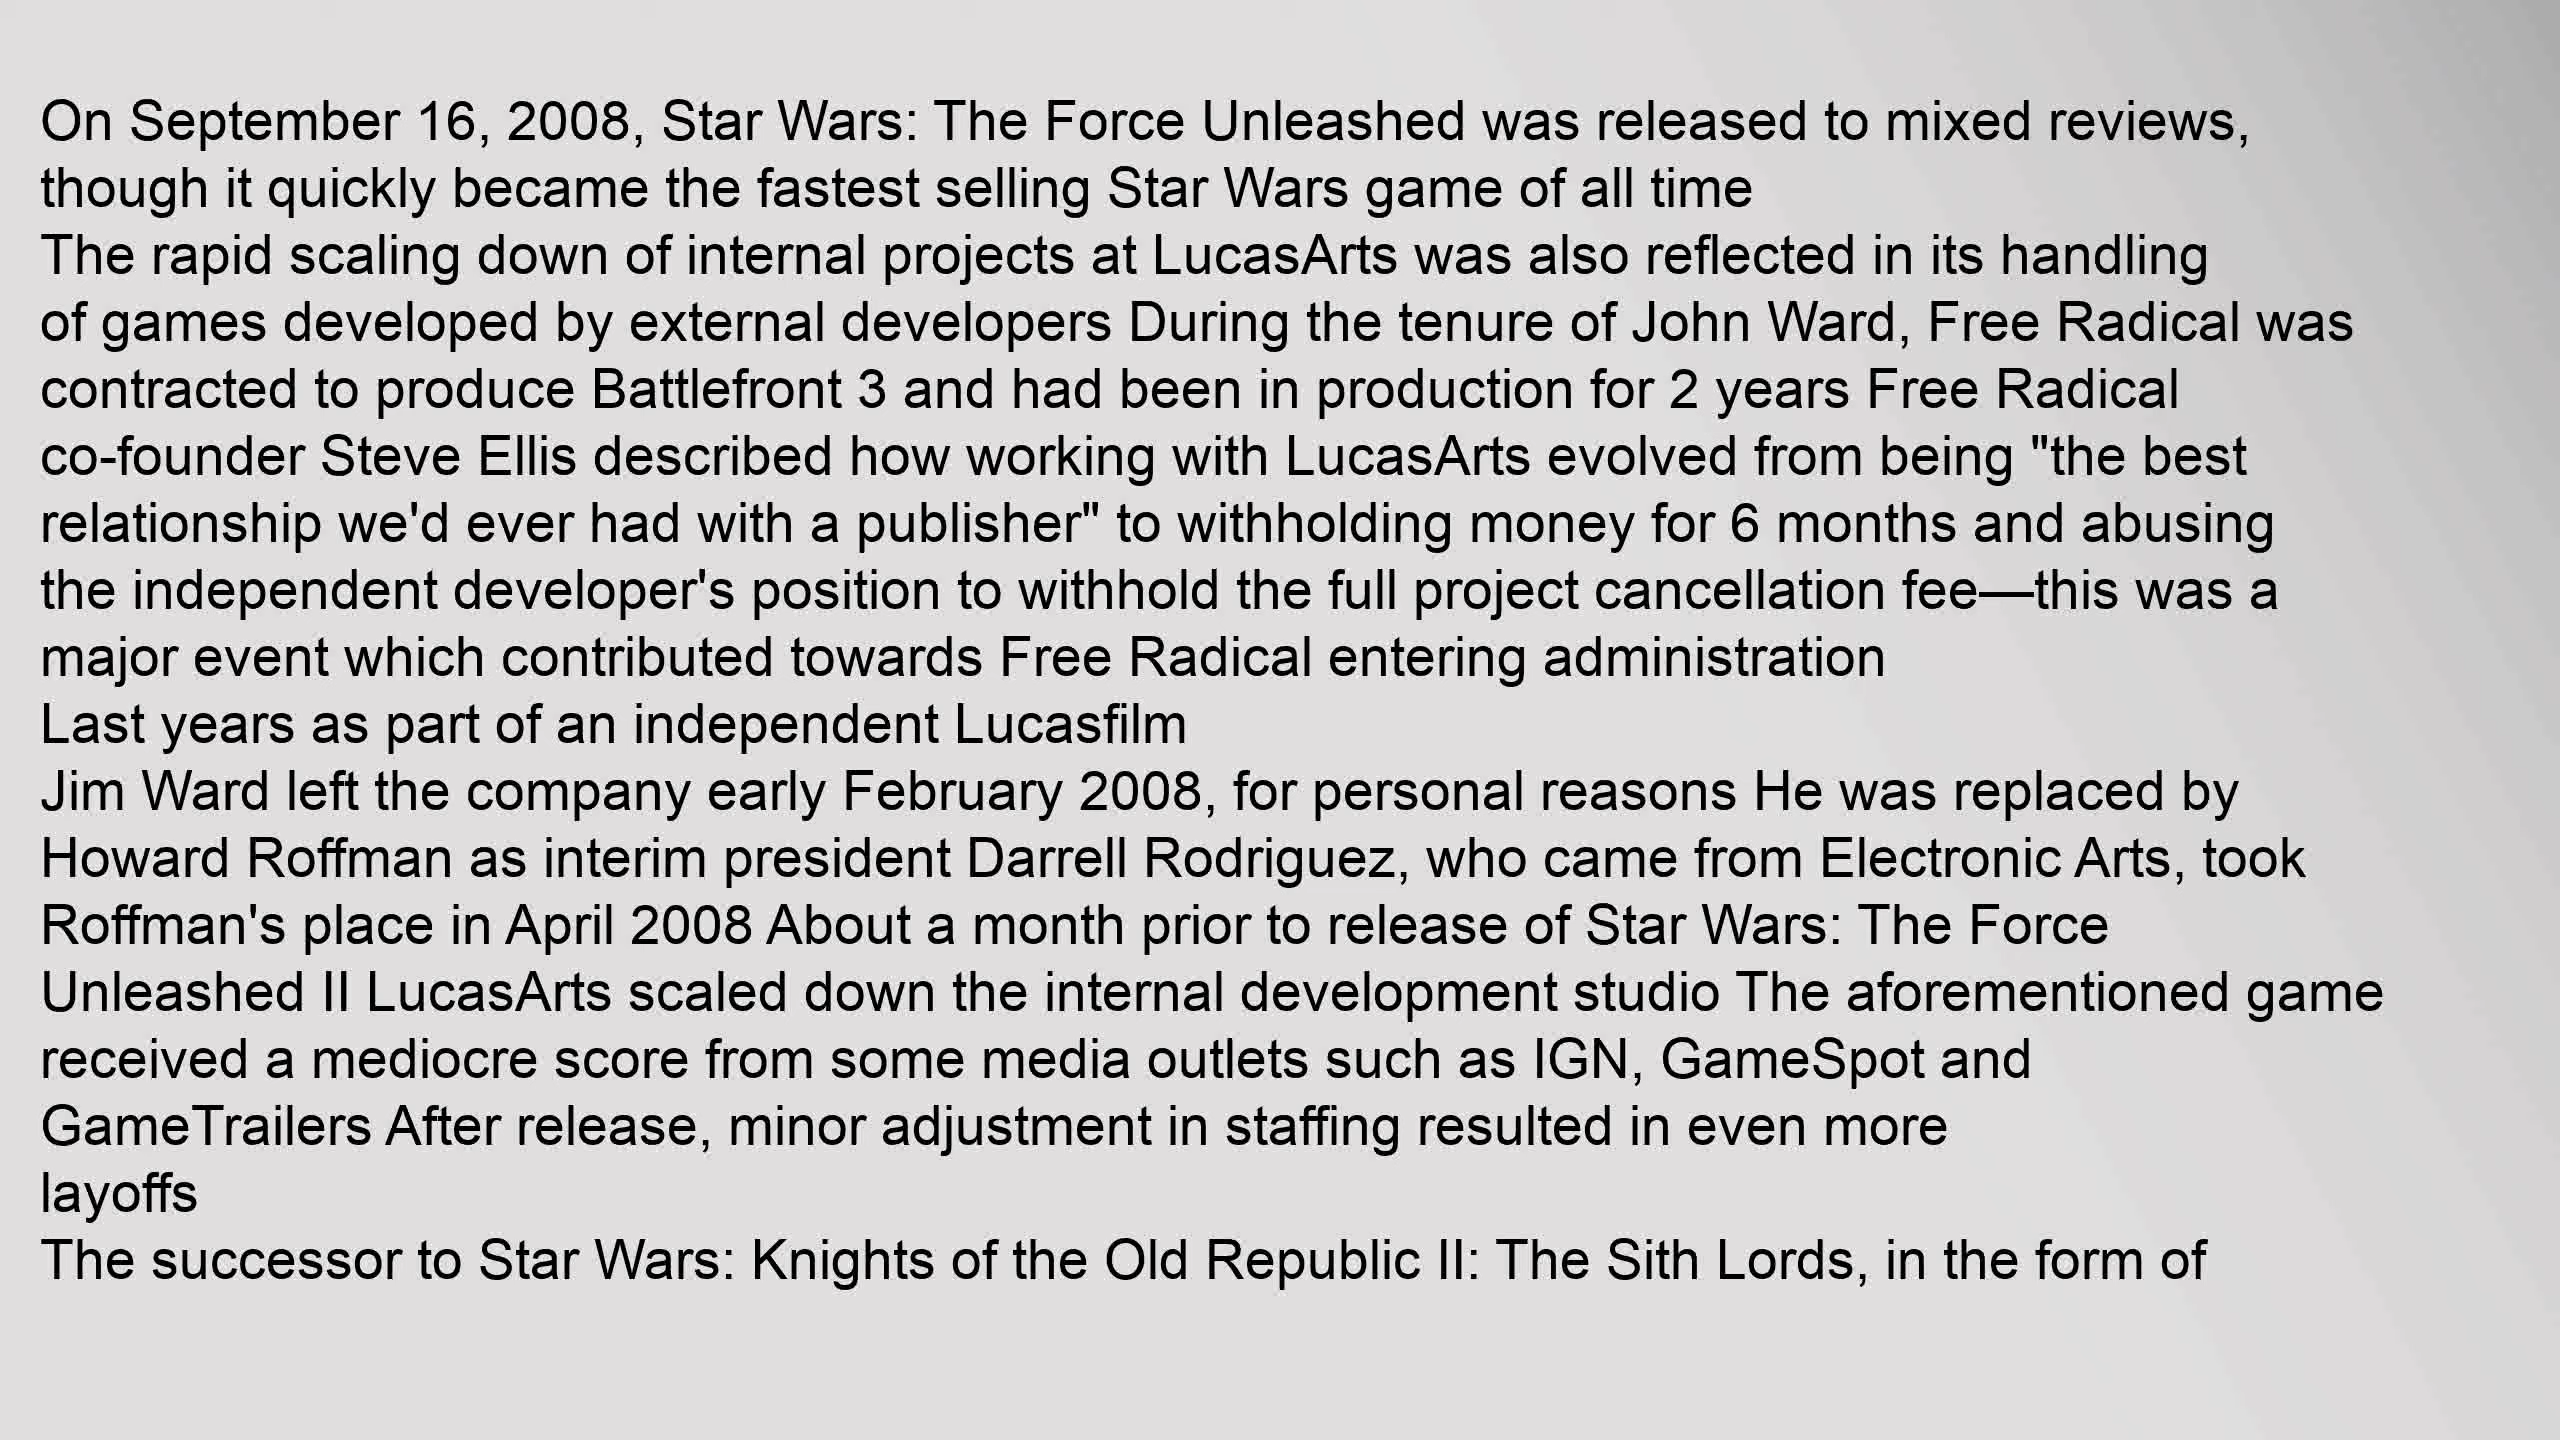 On September 16, 2008, Star Wars: The Force Unleashed was released to mixed reviews,
though it quickly became the fastest selling Star Wars game of all time
The rapid scaling down of internal projects at LucasArts was also reflected in its handling
of games developed by external developers During the tenure of John Ward, Free Radical was
contracted to produce Battlefront 3 and had been in production for 2 years Free Radical
co-founder Steve Ellis described how working with LucasArts evolved from being "the best
relationship we'd ever had with a publisher" to withholding money for 6 months and abusing
the independent developer's position to withhold the full project cancellation fee—this was a
major event which contributed towards Free Radical entering administration
Last years as part of an independent Lucasfilm
Jim Ward left the company early February 2008, for personal reasons He was replaced by
Howard Roffman as interim president Darrell Rodriguez, who came from Electronic Arts, took
Roffman's place in April 2008 About a month prior to release of Star Wars: The Force
Unleashed II LucasArts scaled down the internal development studio The aforementioned game
received a mediocre score from some media outlets such as IGN, GameSpot and
GameTrailers After release, minor adjustment in staffing resulted in even more
layoffs
The successor to Star Wars: Knights of the Old Republic II: The Sith Lords, in the form of